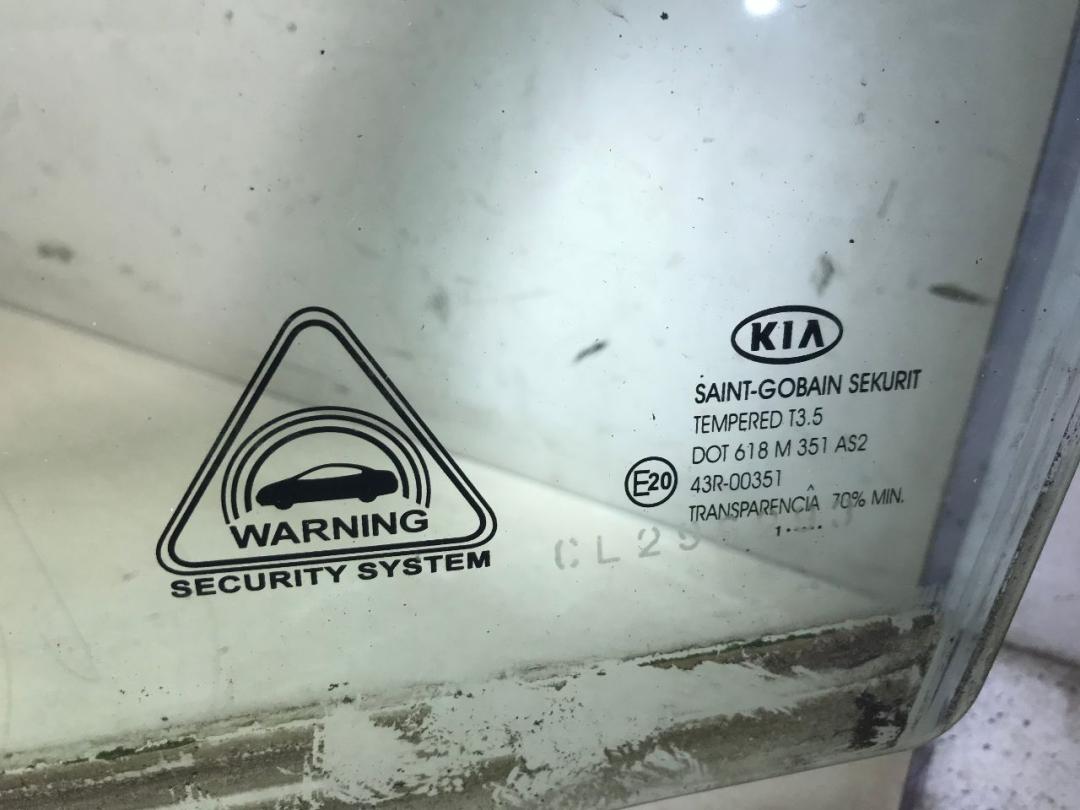 WARNING
SECURITY SYSTEM
KIA
SAINT-GOBAIN SEKURIT
TEMPERED T3.5
DOT 618 M 351 AS2
E20
43R-00351
TRANSPARENCIÂ 70% MIN.
1••••••